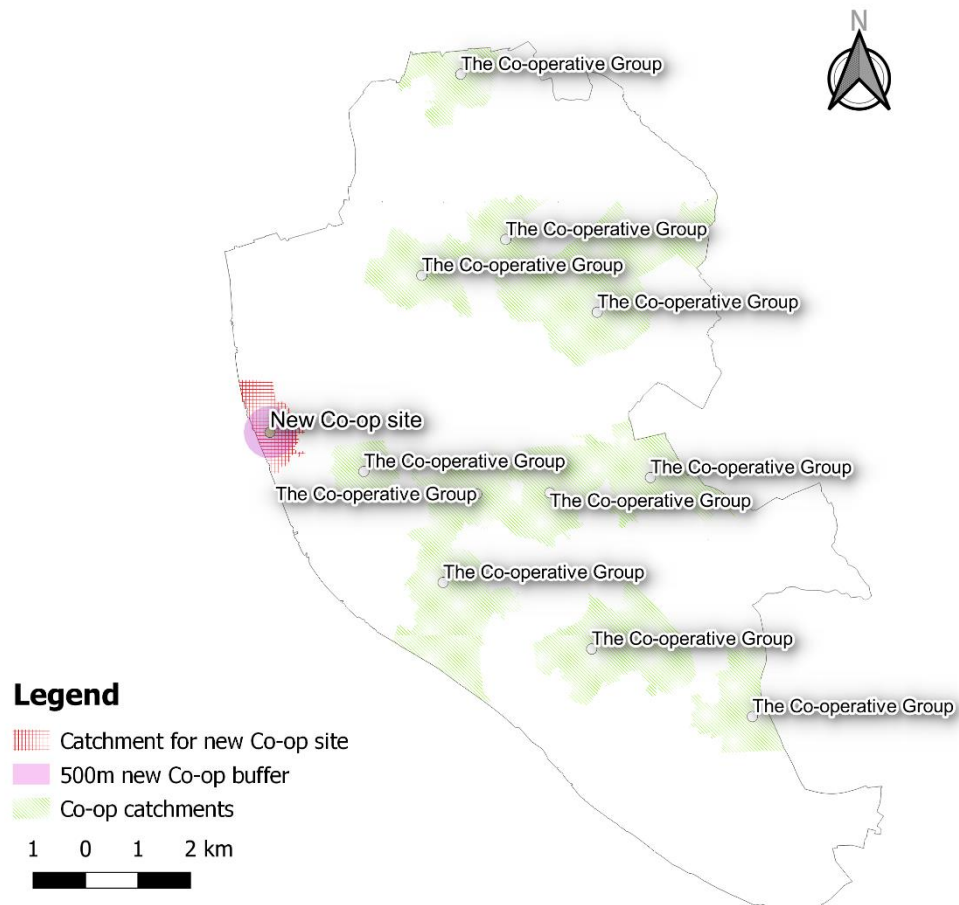 N
The Co-operative Group
The Co-operative Group
The Co-operative Group
The Co-operative Group
New Co-op site
The Co-operative Group
The Co-operative Group
The Co-operative Group
The Co-operative Group
The Co-operative Group
The Co-operative Group
The Co-operative Group
Legend
Catchment for new Co-op site
500m new Co-op buffer
Co-op catchments
1 0 1 2 km